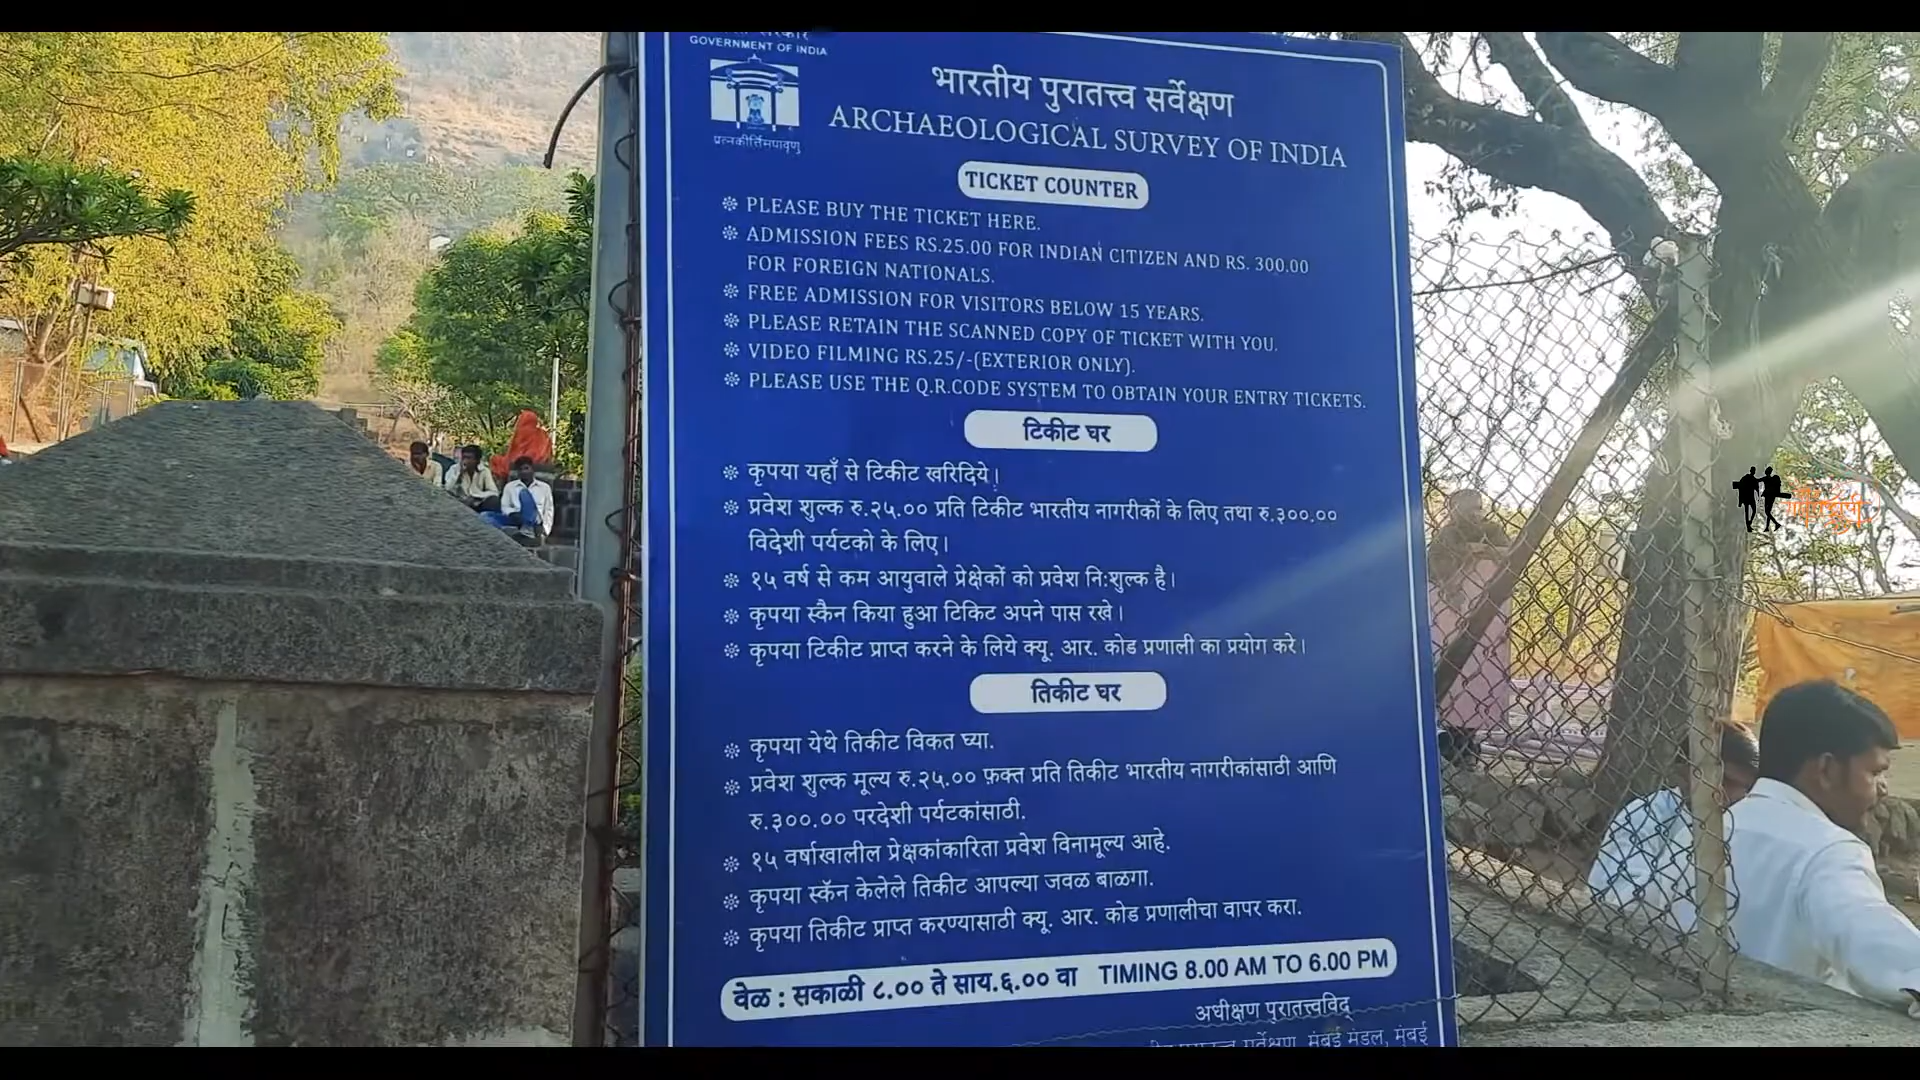 GOVERNMENT OF INDIA
प्रत्नकीर्तिमपावृणु
भारतीय पुरातत्त्व सर्वेक्षण
ARCHAEOLOGICAL SURVEY OF INDIA
TICKET COUNTER
PLEASE BUY THE TICKET HERE.
ADMISSION FEES RS.25.00 FOR INDIAN CITIZEN AND RS. 300.00
FOR FOREIGN NATIONALS.
FREE ADMISSION FOR VISITORS BELOW 15 YEARS.
PLEASE RETAIN THE SCANNED COPY OF TICKET WITH YOU.
VIDEO FILMING RS.25/-(EXTERIOR ONLY).
PLEASE USE THE Q.R.CODE SYSTEM TO OBTAIN YOUR ENTRY TICKETS.
टिकीट घर
कृपया यहाँ से टिकीट खरिदिये।
प्रवेश शुल्क रु.२५.०० प्रति टिकीट भारतीय नागरीकों के लिए तथा रु.३००.००
विदेशी पर्यटको के लिए।
१५ वर्ष से कम आयुवाले प्रेक्षेकों को प्रवेश नि:शुल्क है।
कृपया स्कैन किया हुआ टिकिट अपने पास रखे।
कृपया टिकीट प्राप्त करने के लिये क्यू. आर. कोड प्रणाली का प्रयोग करे।
तिकीट घर
कृपया येथे तिकीट विकत घ्या.
प्रवेश शुल्क मूल्य रु.२५.०० फ़क्त प्रति तिकीट भारतीय नागरीकांसाठी आणि
रु.३००.०० परदेशी पर्यटकांसाठी.
१५ वर्षाखालील प्रेक्षकांकारिता प्रवेश विनामूल्य आहे.
कृपया स्कॅन केलेले तिकीट आपल्या जवळ बाळगा.
कृपया तिकीट प्राप्त करण्यासाठी क्यू. आर. कोड प्रणालीचा वापर करा.
वेळ : सकाळी ८.०० ते साय.६.०० वा TIMING 8.00 AM TO 6.00 PM
अधीक्षण पुरातत्त्वविद्
मुंबई मंडल, मुंबई